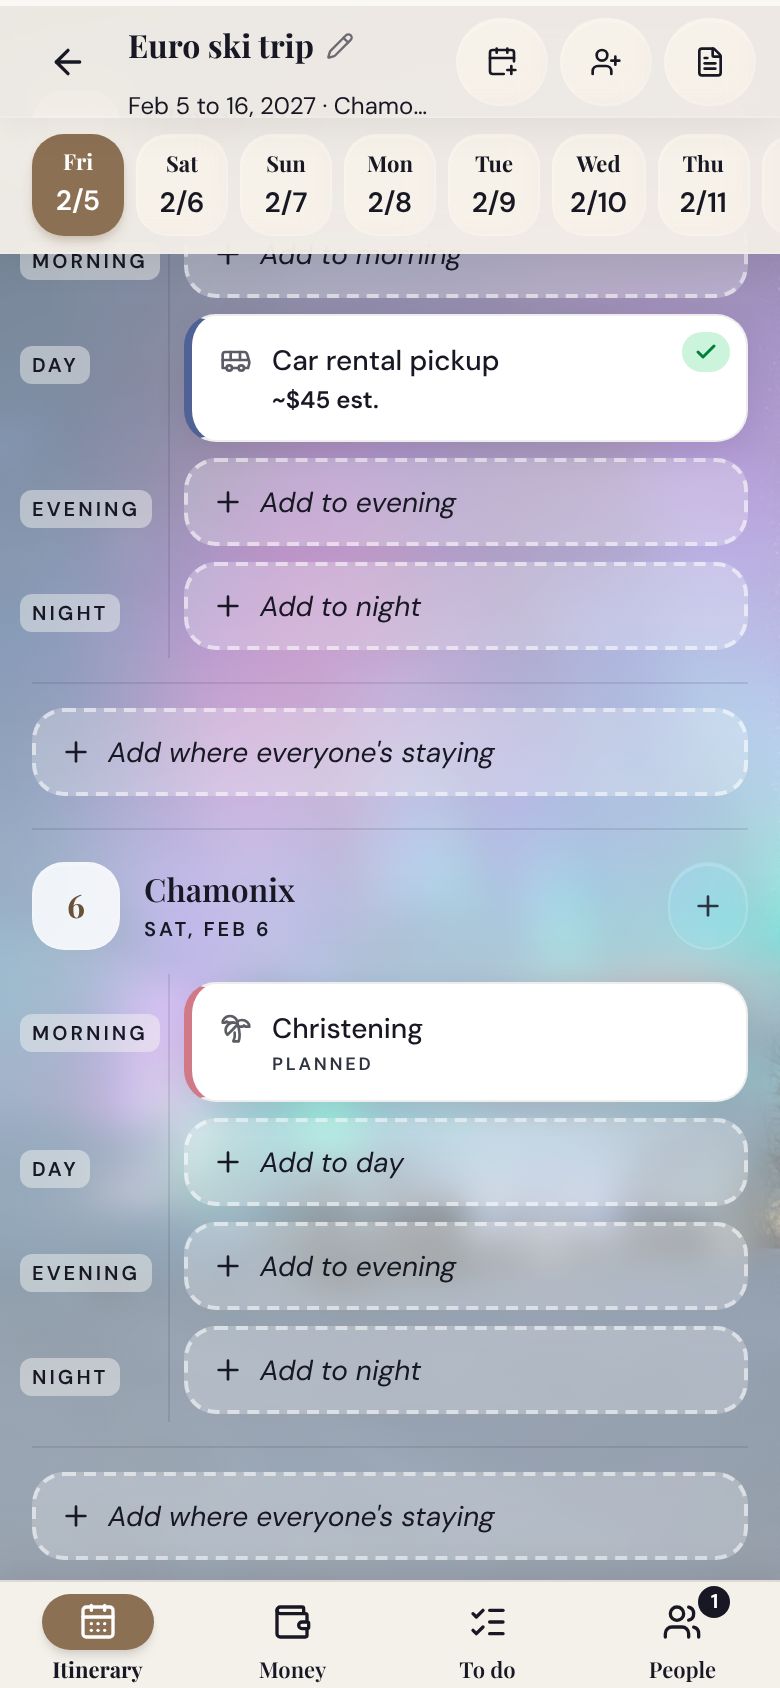 Euro ski trip
Feb 5 to 16, 2027 · Chamo...
Fri
2/5
Sat
2/6
Sun
2/7
Mon
2/8
Tue
2/9
Wed
2/10
Thu
2/11
MORNING
+ Add to morning
DAY
Car rental pickup
~$45 est.
EVENING
+ Add to evening
NIGHT
+ Add to night
+ Add where everyone's staying
6
Chamonix
SAT, FEB 6
MORNING
Christening
PLANNED
DAY
+ Add to day
EVENING
+ Add to evening
NIGHT
+ Add to night
+ Add where everyone's staying
1
Itinerary
Money
To do
People